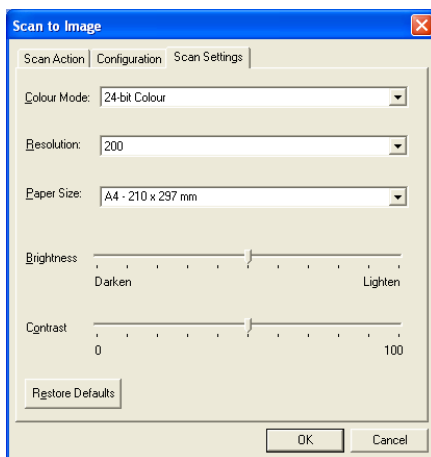 Scan to Image
Scan Action Configuration Scan Settings
Colour Mode: 24-bit Colour
Resolution: 200
Paper Size: A4 - 210 x 297 mm
Brightness
Darken Lighten
Contrast
0 100
Restore Defaults
OK Cancel